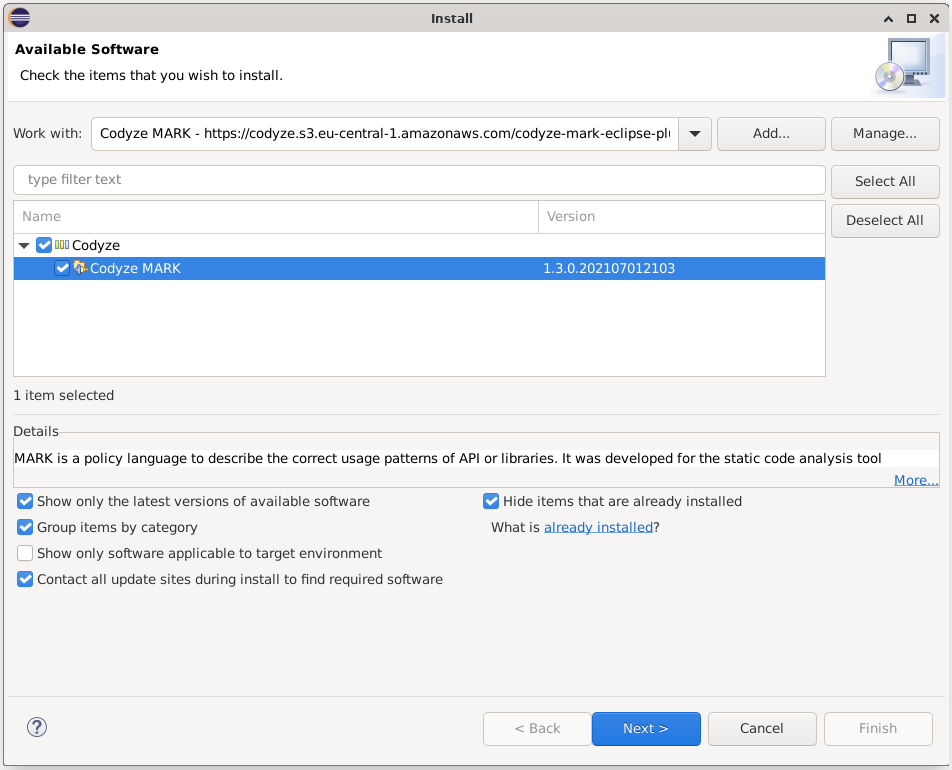 Install
Available Software
Check the items that you wish to install.
Work with: Codyze MARK - https://codyze.s3.eu-central-1.amazonaws.com/codyze-mark-eclipse-plu Add... Manage...
type filter text Select All
Name Version Deselect All
Codyze
Codyze MARK 1.3.0.202107012103
1 item selected
Details
MARK is a policy language to describe the correct usage patterns of API or libraries. It was developed for the static code analysis tool
More...
Show only the latest versions of available software Hide items that are already installed
Group items by category What is already installed?
Show only software applicable to target environment
Contact all update sites during install to find required software
? < Back Next > Cancel Finish